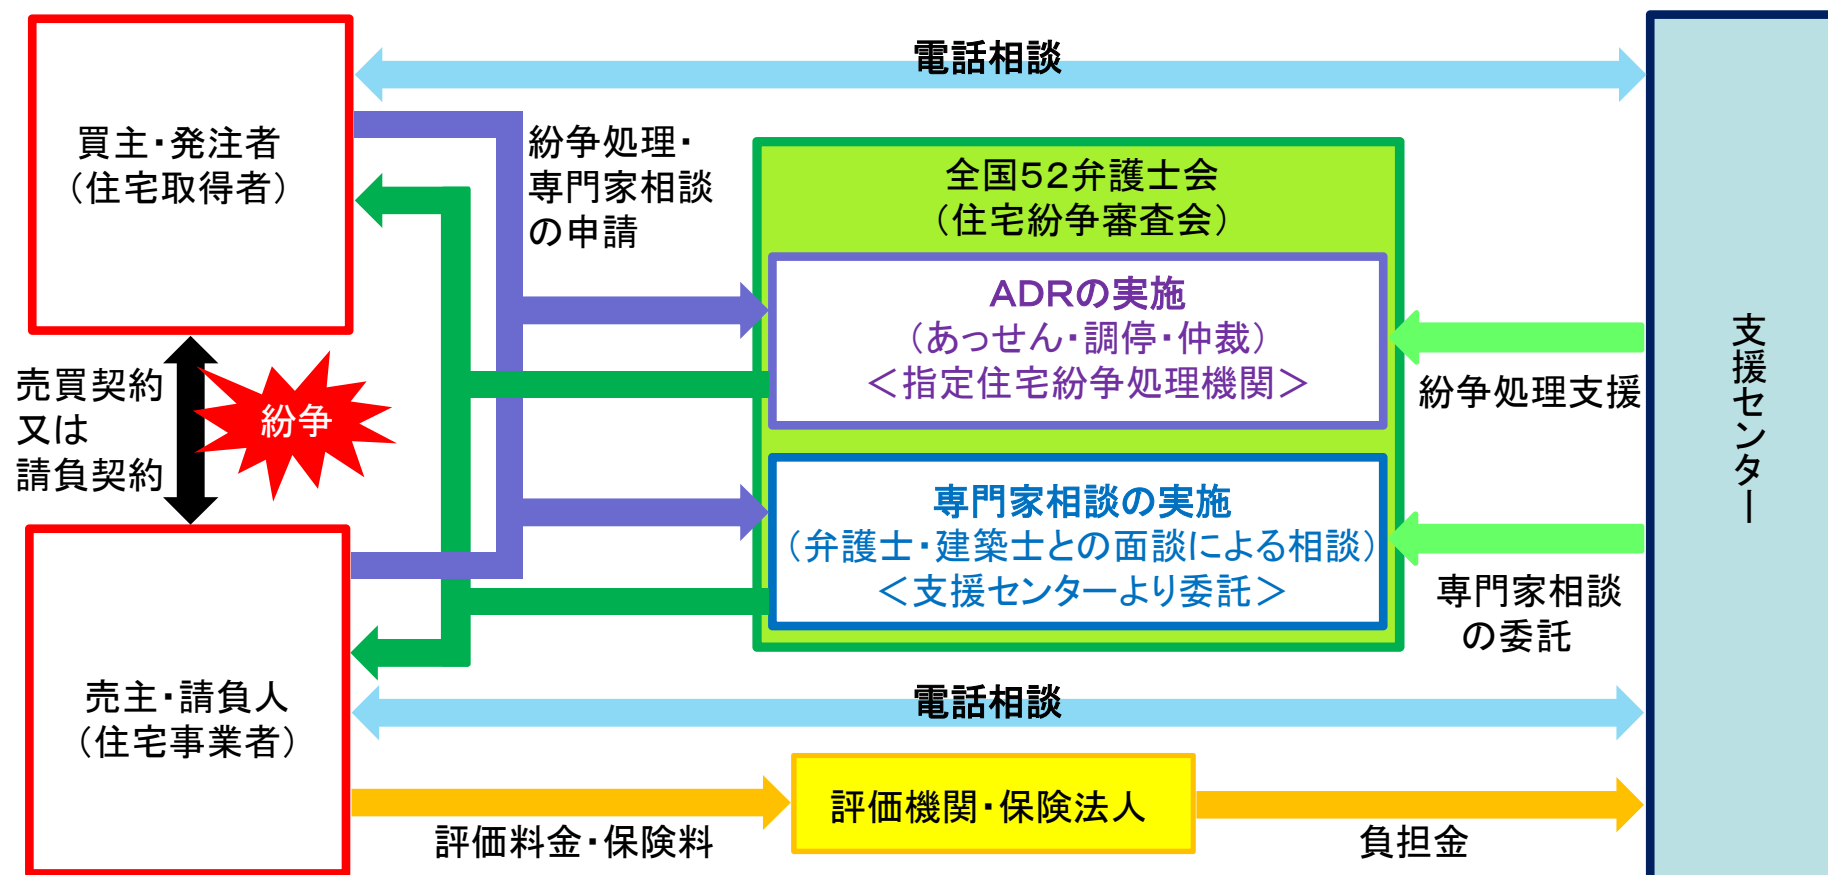 電話相談
買主・発注者
（住宅取得者）
紛争処理・
専門家相談
の申請
全国５２弁護士会
（住宅紛争審査会）
ＡＤＲの実施
（あっせん・調停・仲裁）
＜指定住宅紛争処理機関＞
紛争処理支援
支援センター
売買契約
又は
請負契約
紛争
専門家相談の実施
（弁護士・建築士との面談による相談）
＜支援センターより委託＞
専門家相談
の委託
売主・請負人
（住宅事業者）
電話相談
評価機関・保険法人
評価料金・保険料
負担金